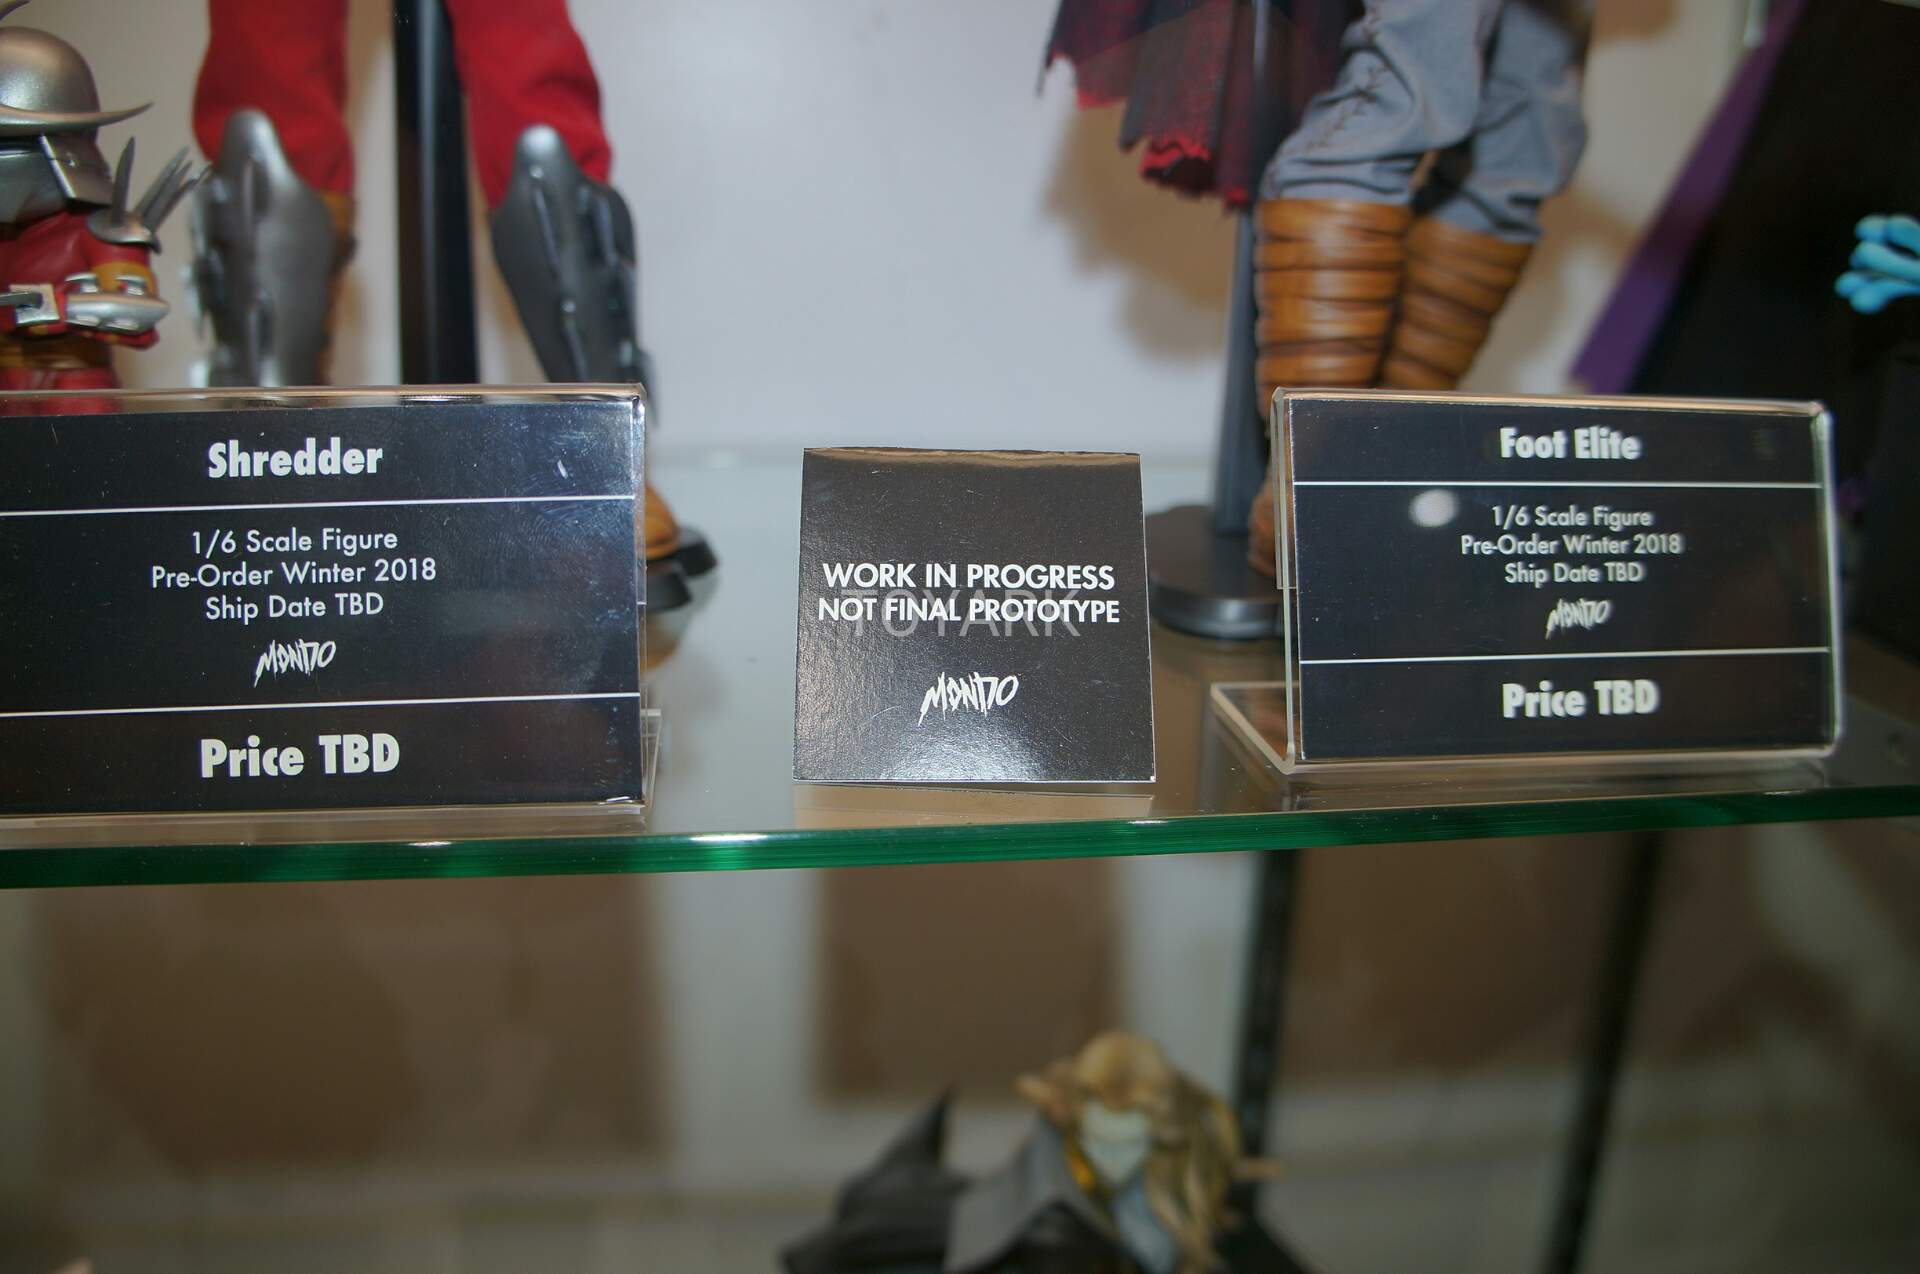 Shredder
1/6 Scale Figure
Pre-Order Winter 2018
Ship Date TBD
MONDO
Price TBD
WORK IN PROGRESS
NOT FINAL PROTOTYPE
TOYARK
MONDO
Foot Elite
1/6 Scale Figure
Pre-Order Winter 2018
Ship Date TBD
MONDO
Price TBD